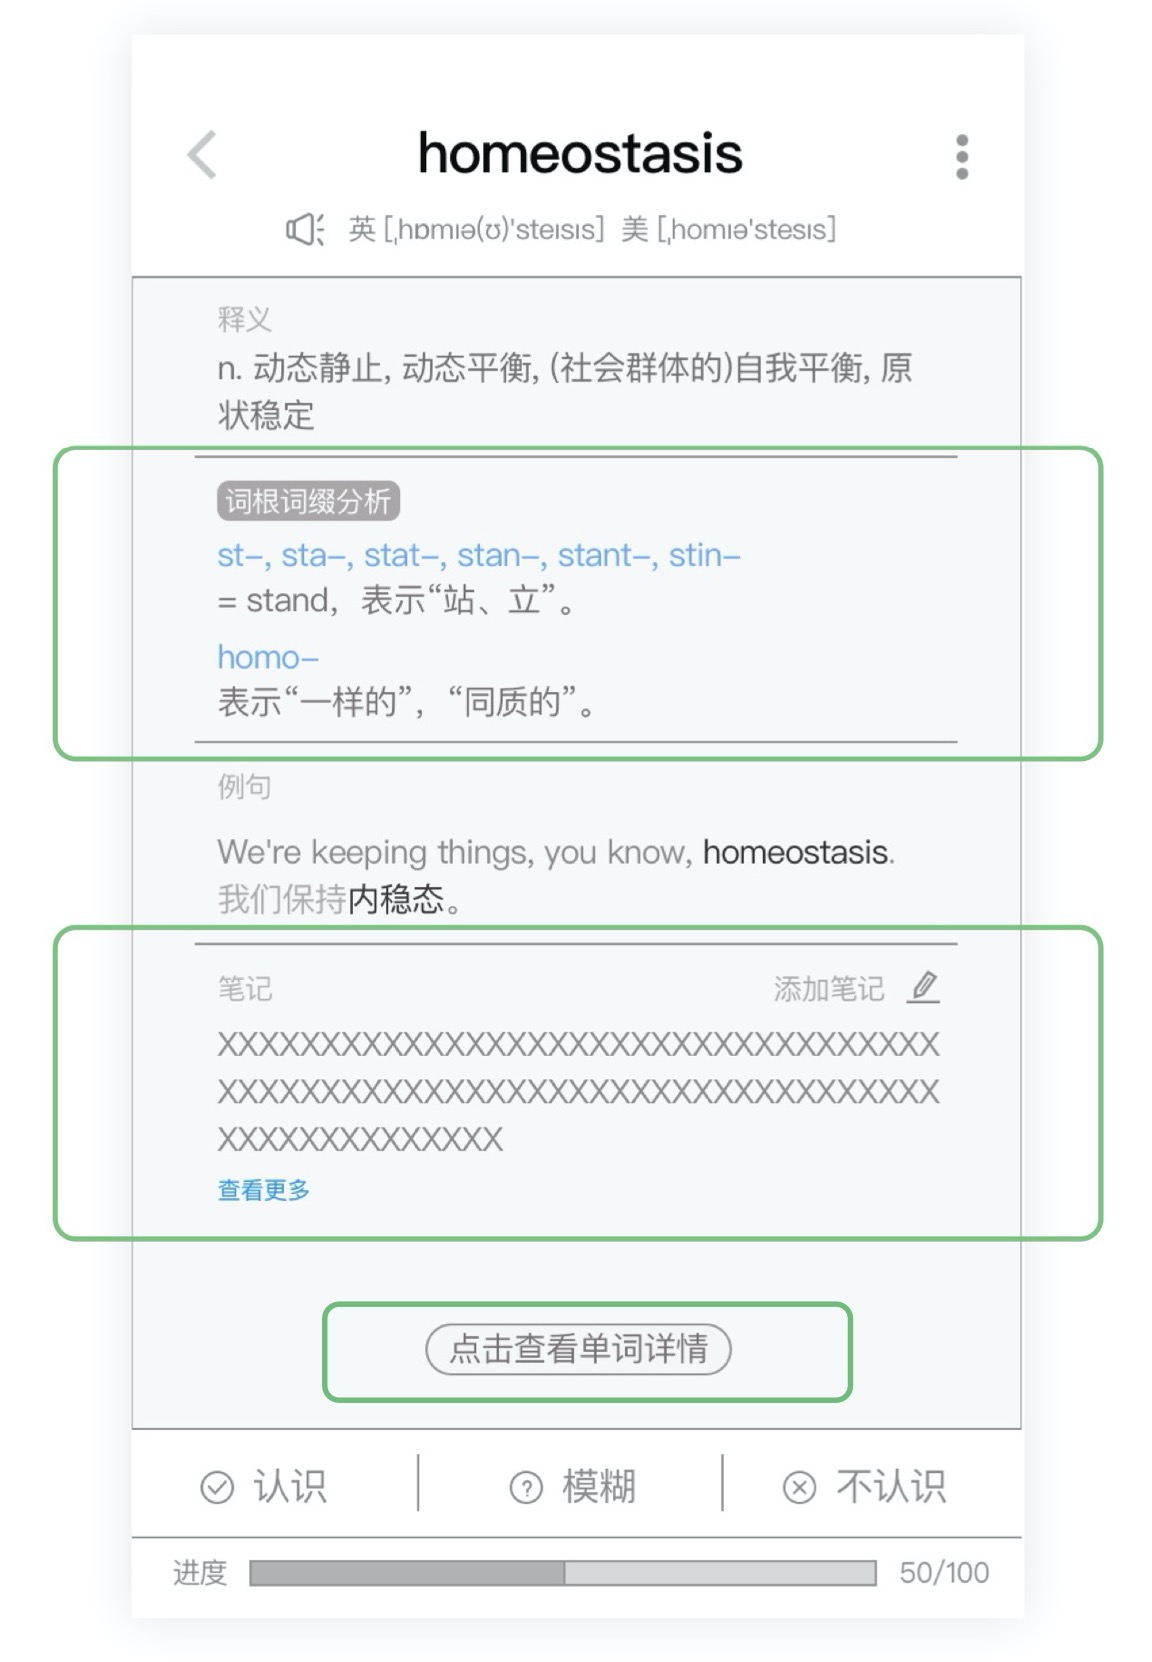 homeostasis
英 [ˌhɒmɪə(ʊ)'steɪsɪs] 美 [ˌhomɪə'stesɪs]
释义
n. 动态静止, 动态平衡, (社会群体的)自我平衡, 原
状稳定
词根词缀分析
st–, sta–, stat–, stan–, stant–, stin–
= stand，表示“站、立”。
homo–
表示“一样的”，“同质的”。
例句
We're keeping things, you know, homeostasis.
我们保持内稳态。
笔记 添加笔记
XXXXXXXXXXXXXXXXXXXXXXXXXXXXXXXXXXX
XXXXXXXXXXXXXXXXXXXXXXXXXXXXXXXXXXX
XXXXXXXXXXXXXX
查看更多
点击查看单词详情
认识 模糊 不认识
进度 50/100